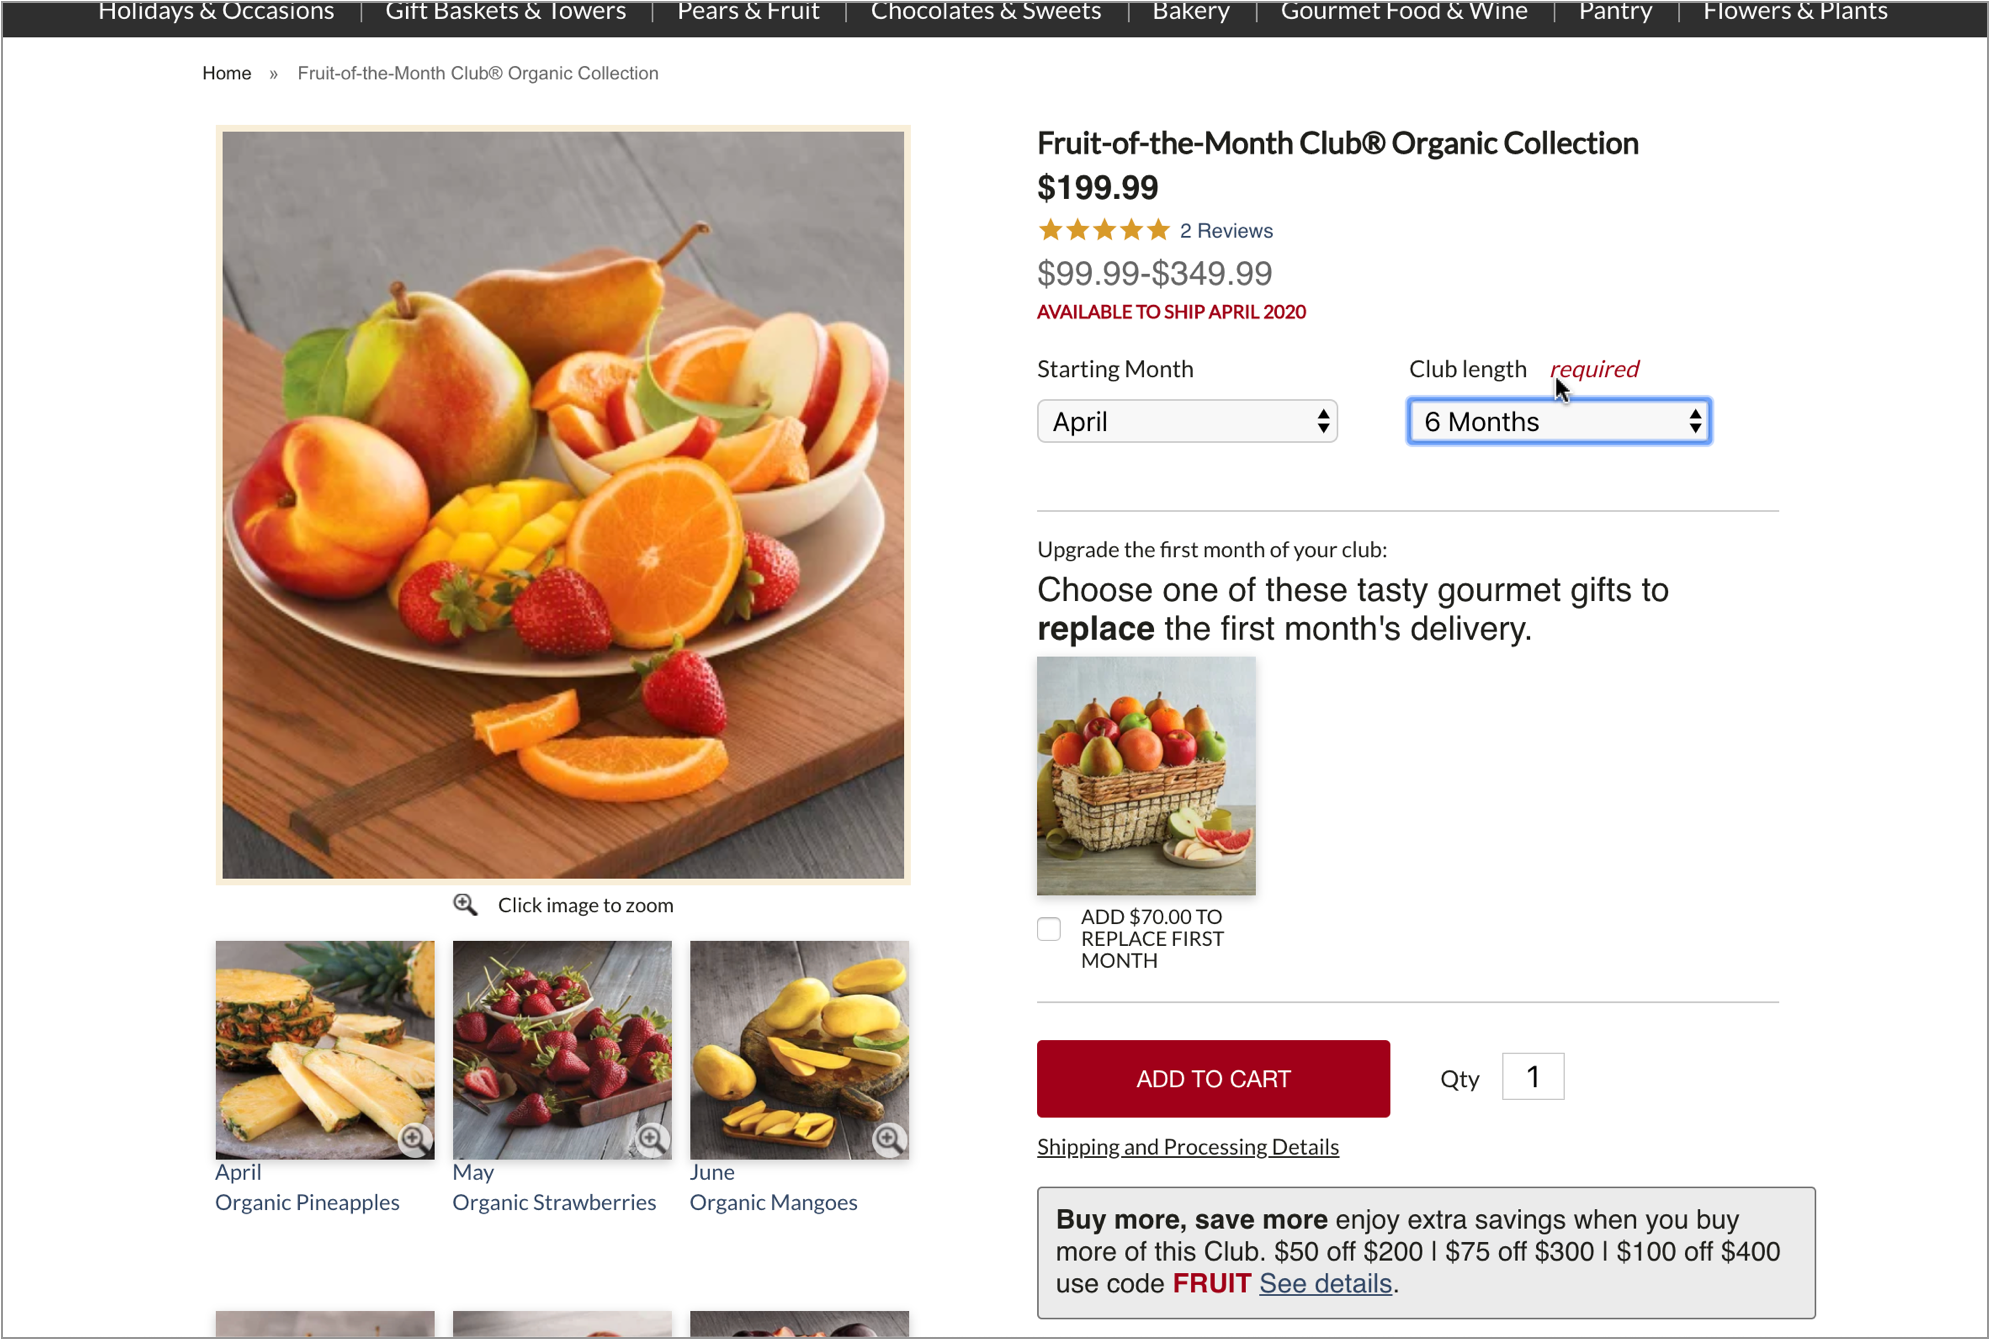 Holidays & Occasions | Gift Baskets & Towers | Pears & Fruit | Chocolates & Sweets | Bakery | Gourmet Food & Wine | Pantry | Flowers & Plants
Home » Fruit-of-the-Month Club® Organic Collection
Fruit-of-the-Month Club® Organic Collection
$199.99
2 Reviews
$99.99-$349.99
AVAILABLE TO SHIP APRIL 2020
Starting Month
Club length required
April
6 Months
Upgrade the first month of your club:
Choose one of these tasty gourmet gifts to
replace the first month's delivery.
ADD $70.00 TO
REPLACE FIRST
MONTH
ADD TO CART
Qty 1
Shipping and Processing Details
Buy more, save more enjoy extra savings when you buy
more of this Club. $50 off $200 | $75 off $300 | $100 off $400
use code FRUIT See details.
Click image to zoom
April
Organic Pineapples
May
Organic Strawberries
June
Organic Mangoes